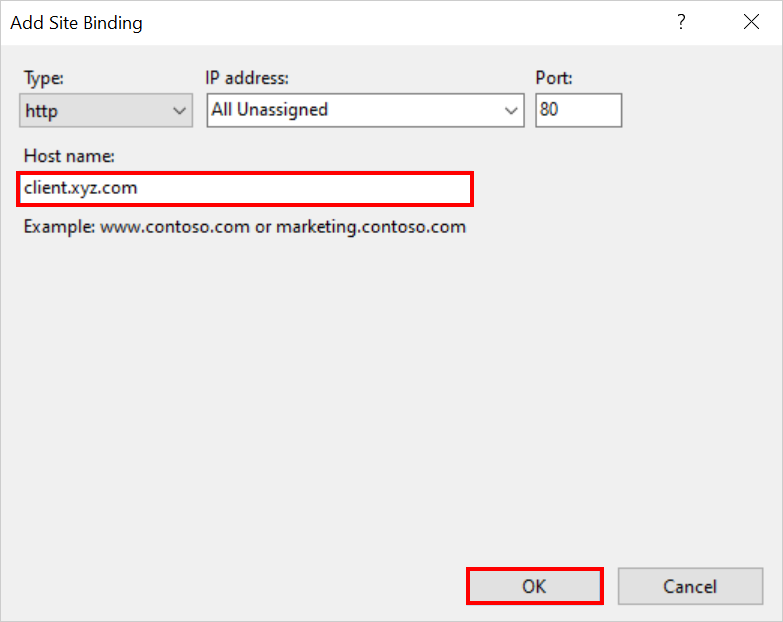 Add Site Binding ?
Type: IP address: Port:
http All Unassigned 80
Host name:
client.xyz.com
Example: www.contoso.com or marketing.contoso.com
OK Cancel